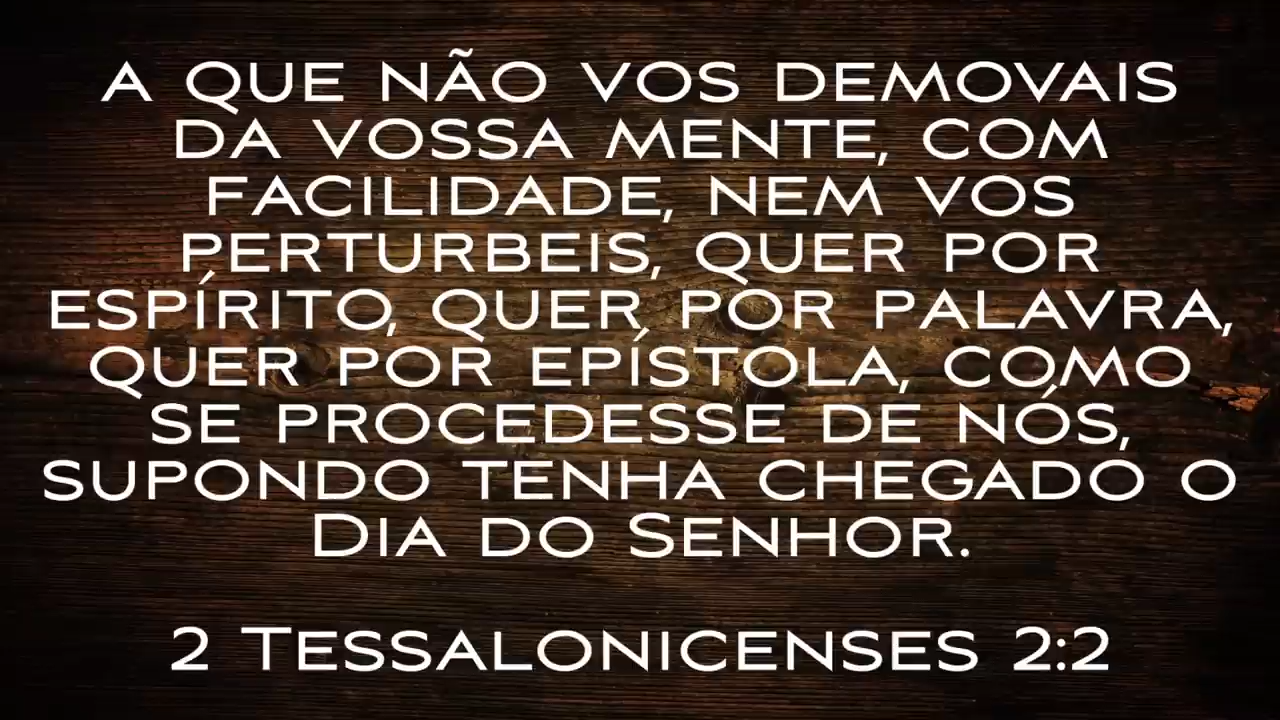 A QUE NÃO VOS DEMOVAIS
DA VOSSA MENTE, COM
FACILIDADE, NEM VOS
PERTURBEIS, QUER POR
ESPÍRITO, QUER POR PALAVRA,
QUER POR EPÍSTOLA, COMO
SE PROCEDESSE DE NÓS,
SUPONDO TENHA CHEGADO O
DIA DO SENHOR.
2 TESSALONICENSES 2:2